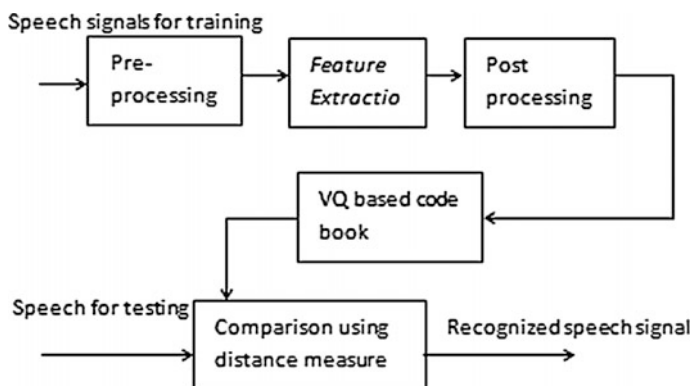 Speech signals for training
Pre-
processing
Feature
Extractio
Post
processing
VQ based code
book
Speech for testing
Comparison using
distance measure
Recognized speech signal